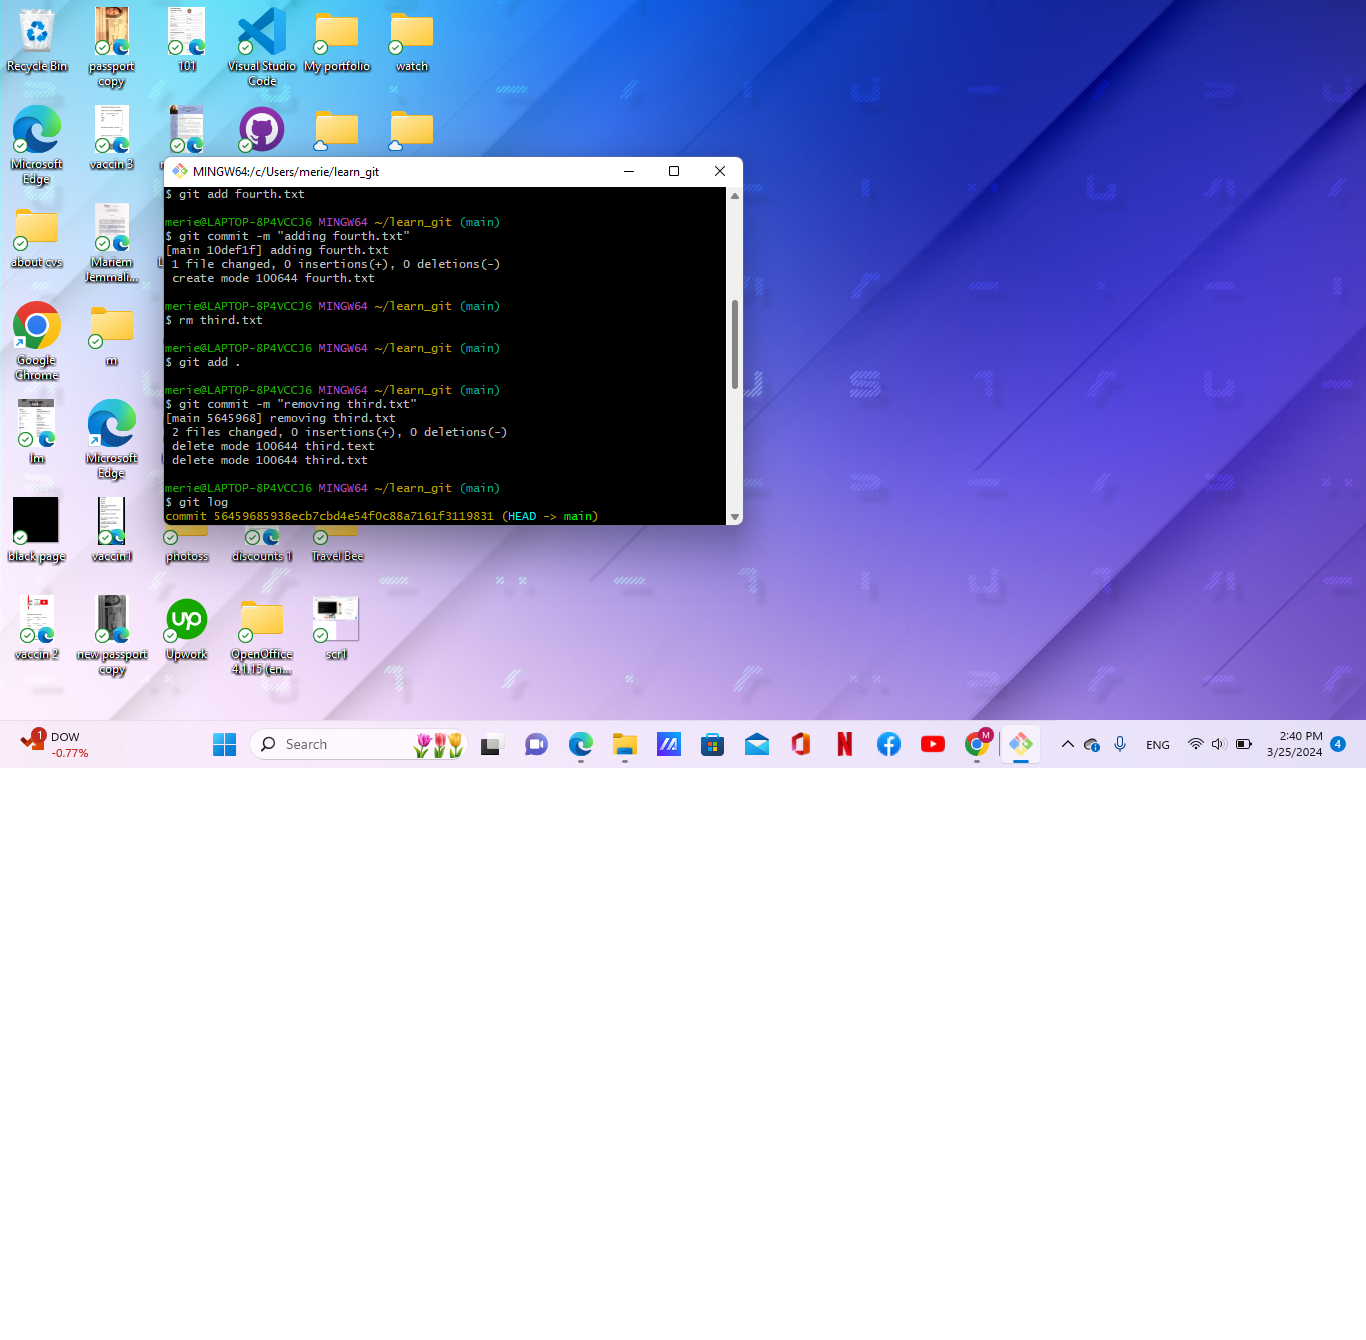 Recycle Bin
passport copy
101
Visual Studio Code
My portfolio
watch
Microsoft Edge
vaccin 3
MINGW64:/c/Users/merie/learn_git
$ git add fourth.txt
merie@LAPTOP-8P4VCCJ6 MINGW64 ~/learn_git (main)
$ git commit -m "adding fourth.txt"
[main 10def1f] adding fourth.txt
1 file changed, 0 insertions(+), 0 deletions(-)
create mode 100644 fourth.txt
merie@LAPTOP-8P4VCCJ6 MINGW64 ~/learn_git (main)
$ rm third.txt
merie@LAPTOP-8P4VCCJ6 MINGW64 ~/learn_git (main)
$ git add .
merie@LAPTOP-8P4VCCJ6 MINGW64 ~/learn_git (main)
$ git commit -m "removing third.txt"
[main 5645968] removing third.txt
2 files changed, 0 insertions(+), 0 deletions(-)
delete mode 100644 third.text
delete mode 100644 third.txt
merie@LAPTOP-8P4VCCJ6 MINGW64 ~/learn_git (main)
$ git log
commit 56459685938ecb7cbd4e54f0c88a7161f3119831 (HEAD -> main)
about cvs
Mariem Jemmali...
Google Chrome
m
lm
Microsoft Edge
black page
vaccin1
photoss
discounts 1
Travel Bee
vaccin 2
new passport copy
up
Upwork
OpenOffice 4.1.15 (en...
scr1
1
DOW
-0.77%
Search
N
M
ENG
2:40 PM
3/25/2024
4